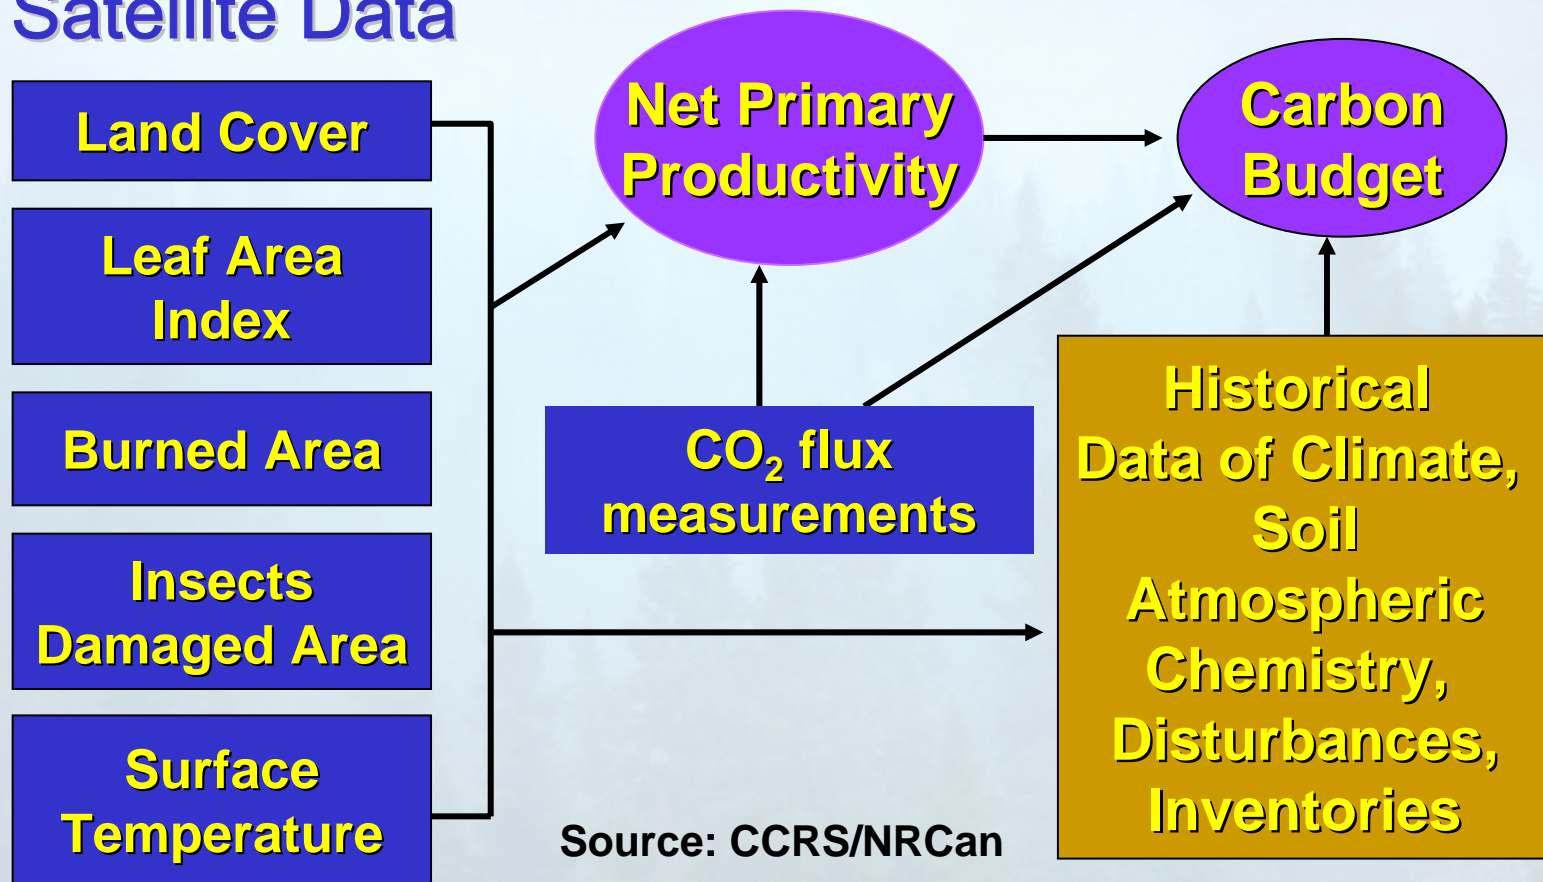 Satellite Data
Land Cover
Leaf Area
Index
Burned Area
Insects
Damaged Area
Surface
Temperature
Net Primary
Productivity
Carbon
Budget
CO₂ flux
measurements
Historical
Data of Climate,
Soil
Atmospheric
Chemistry,
Disturbances,
Inventories
Source: CCRS/NRCan